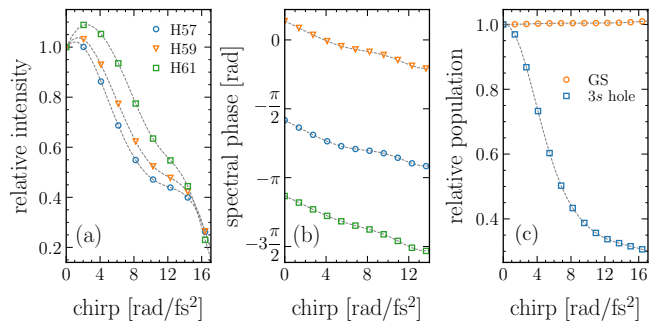 relative intensity
1.0
0.8
0.6
0.4
0.2
H57
H59
H61
(a)
0 4 8 12 16
chirp [rad/fs²]
spectral phase [rad]
0
−π/2
−π
−3π/2
(b)
0 4 8 12
chirp [rad/fs²]
relative population
1.0
0.8
0.6
0.4
GS
3s hole
(c)
0 4 8 12 16
chirp [rad/fs²]